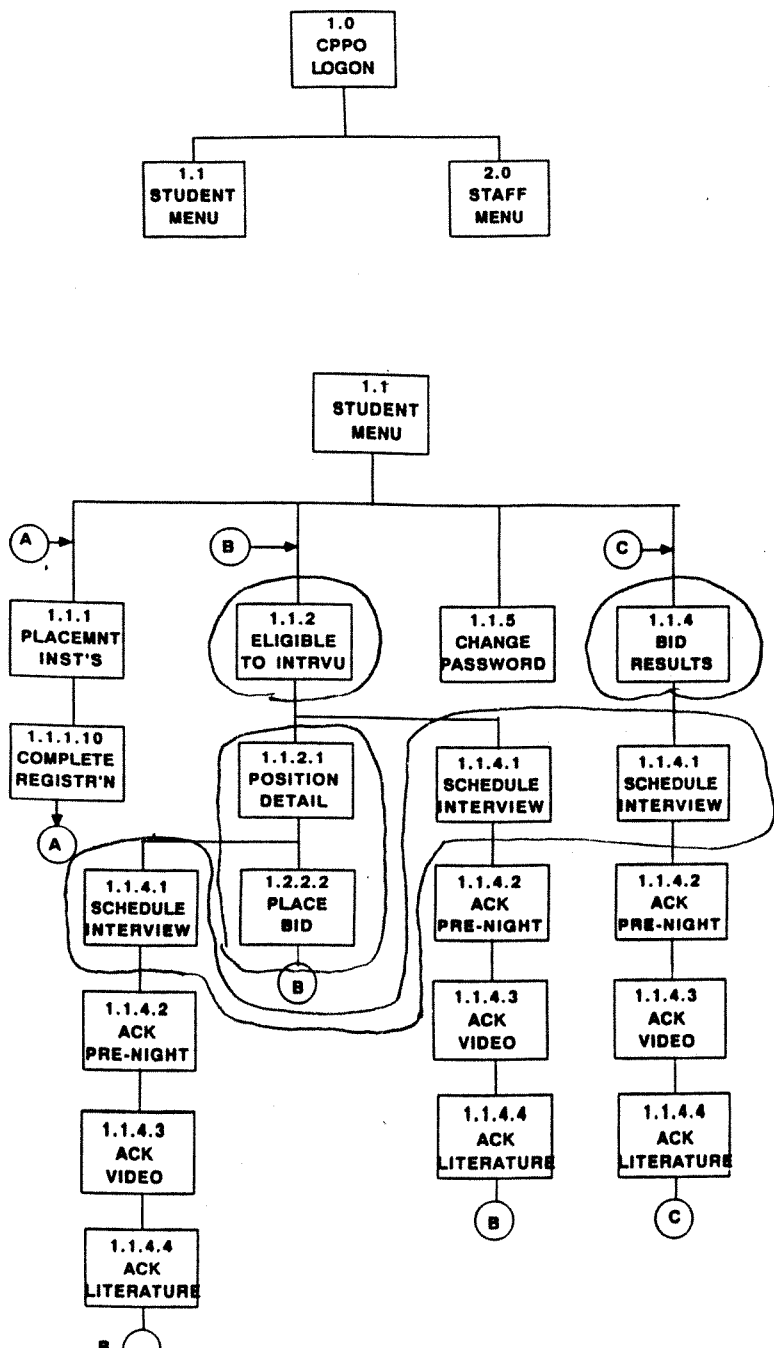 1.0
CPPO
LOGON
1.1
STUDENT
MENU
2.0
STAFF
MENU
1.1
STUDENT
MENU
A
B
C
1.1.1
PLACEMNT
INST'S
1.1.2
ELIGIBLE
TO INTRVU
1.1.5
CHANGE
PASSWORD
1.1.4
BID
RESULTS
1.1.1.10
COMPLETE
REGISTR'N
A
1.1.2.1
POSITION
DETAIL
1.1.4.1
SCHEDULE
INTERVIEW
1.1.4.1
SCHEDULE
INTERVIEW
1.1.4.1
SCHEDULE
INTERVIEW
1.2.2.2
PLACE
BID
B
1.1.4.2
ACK
PRE-NIGHT
1.1.4.2
ACK
PRE-NIGHT
1.1.4.2
ACK
PRE-NIGHT
1.1.4.3
ACK
VIDEO
1.1.4.3
ACK
VIDEO
1.1.4.3
ACK
VIDEO
1.1.4.4
ACK
LITERATURE
1.1.4.4
ACK
LITERATURE
B
C
1.1.4.4
ACK
LITERATURE
B